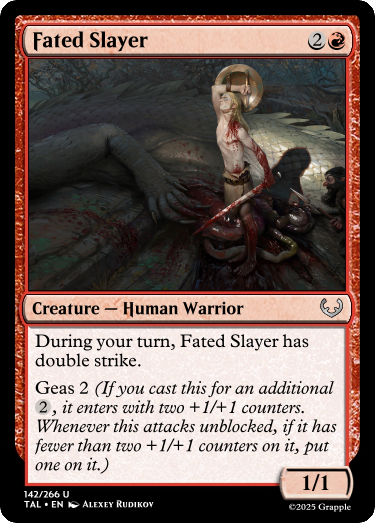 Fated Slayer 2
Creature — Human Warrior
During your turn, Fated Slayer has
double strike.
Geas 2 (If you cast this for an additional
2, it enters with two +1/+1 counters.
Whenever this attacks unblocked, if it has
fewer than two +1/+1 counters on it, put
one on it.)
1/1
142/266 U
TAL • EN Alexey Rudikov
©2025 Grapple